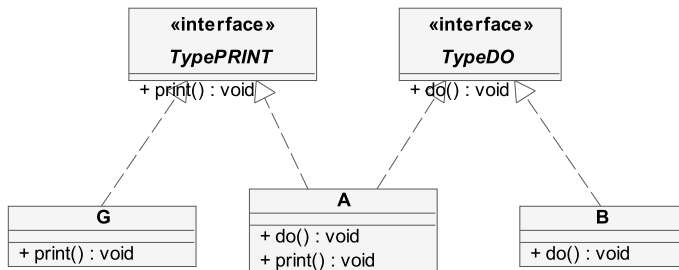 «interface»
TypePRINT
+ print() : void
«interface»
TypeDO
+ do() : void
G
+ print() : void
A
+ do() : void
+ print() : void
B
+ do() : void